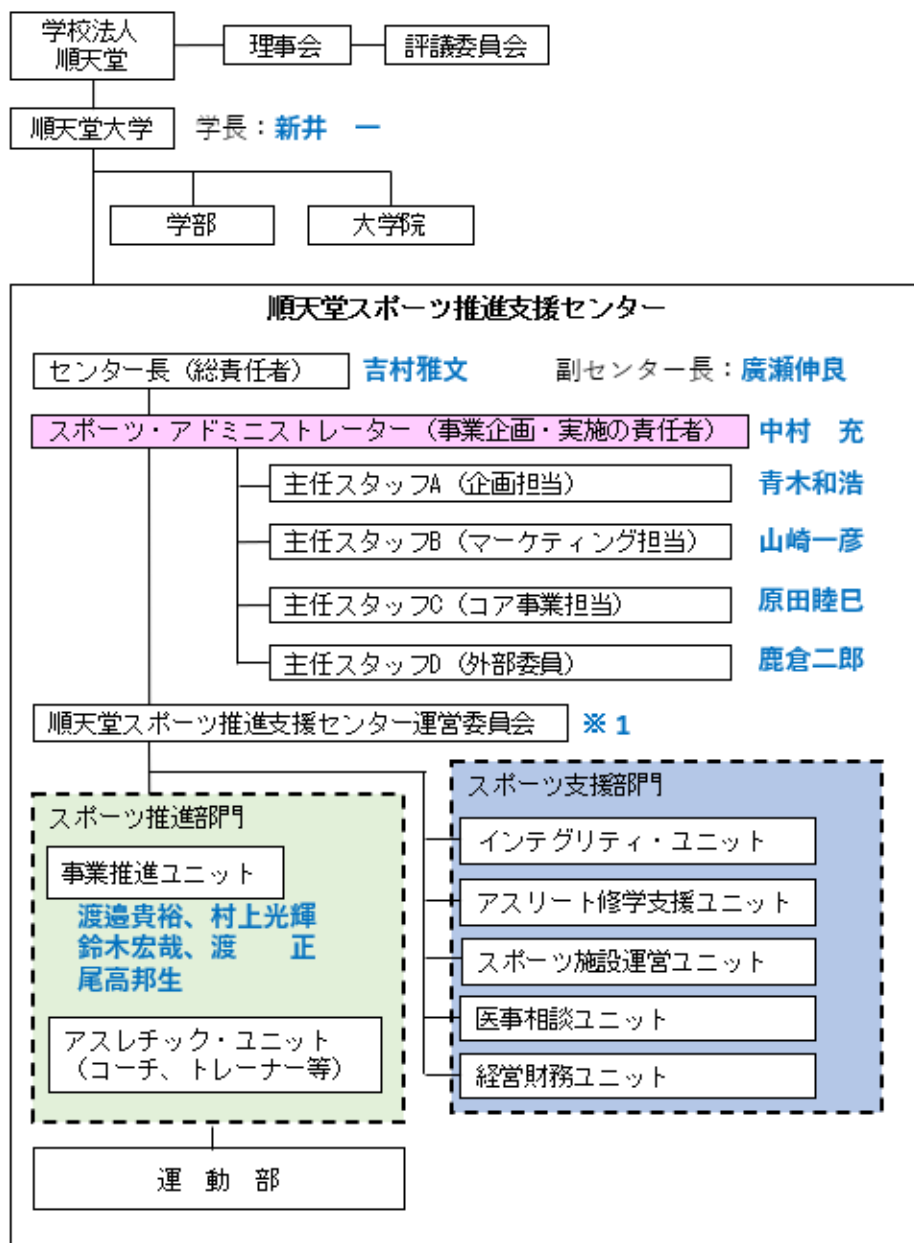 学校法人
順天堂
理事会
評議委員会
順天堂大学
学長：新井　一
学部
大学院
順天堂スポーツ推進支援センター
センター長（総責任者）
吉村雅文
副センター長：廣瀬伸良
スポーツ・アドミニストレーター（事業企画・実施の責任者）
中村　充
主任スタッフA（企画担当）
青木和浩
主任スタッフB（マーケティング担当）
山崎一彦
主任スタッフC（コア事業担当）
原田睦巳
主任スタッフD（外部委員）
鹿倉二郎
順天堂スポーツ推進支援センター運営委員会
※１
スポーツ推進部門
事業推進ユニット
渡邉貴裕、村上光輝
鈴木宏哉、渡　　正
尾高邦生
アスレチック・ユニット
（コーチ、トレーナー等）
運 動 部
スポーツ支援部門
インテグリティ・ユニット
アスリート修学支援ユニット
スポーツ施設運営ユニット
医事相談ユニット
経営財務ユニット